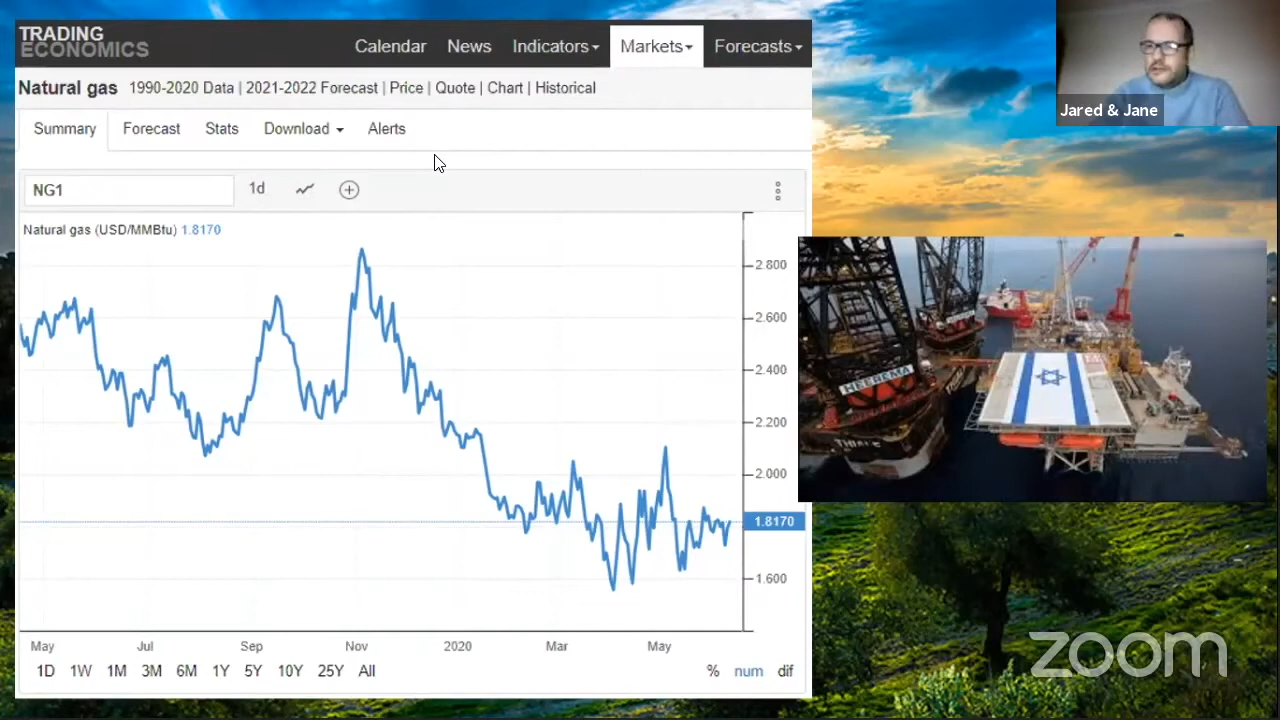 TRADING
ECONOMICS
Calendar News Indicators Markets Forecasts
Natural gas 1990-2020 Data | 2021-2022 Forecast | Price | Quote | Chart | Historical
Summary Forecast Stats Download Alerts
NG1 1d
Natural gas (USD/MMBtu) 1.8170
2.800
2.600
2.400
2.200
2.000
1.8170
1.600
May Jul Sep Nov 2020 Mar May
1D 1W 1M 3M 6M 1Y 5Y 10Y 25Y All % num dif
Jared & Jane
HEEREMA
THIALF
zoom